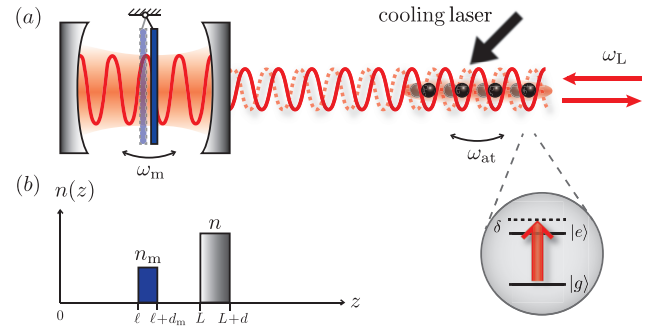 (a)
cooling laser
ω_L
ω_m
ω_at
δ
|e⟩
|g⟩
(b)
n(z)
n
n_m
z
0 ℓ ℓ+d_m L L+d